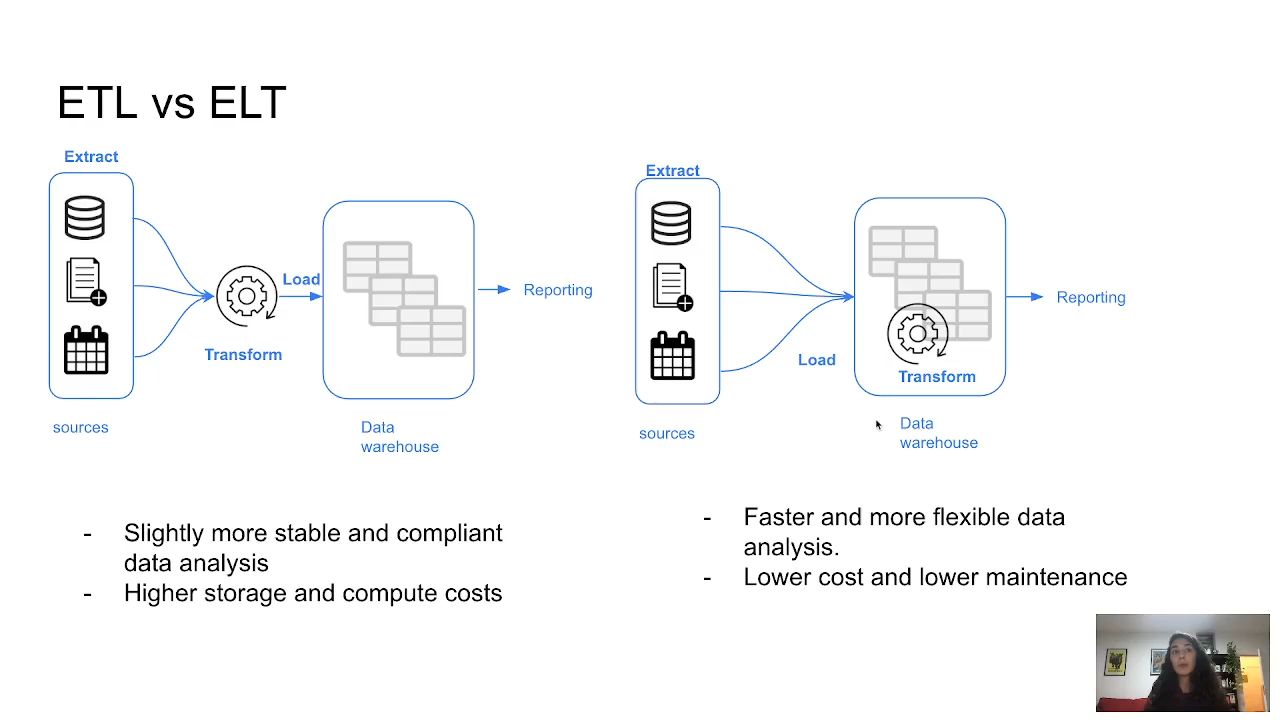 ETL vs ELT
Extract
Load
Transform
sources
Data
warehouse
Reporting
Extract
Load
Transform
sources
Data
warehouse
Reporting
- Slightly more stable and compliant
data analysis
- Higher storage and compute costs
- Faster and more flexible data
analysis.
- Lower cost and lower maintenance